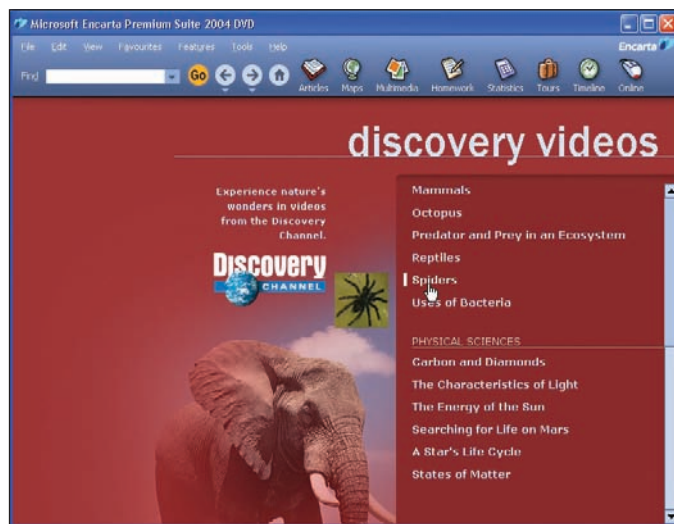 Microsoft Encarta Premium Suite 2004 DVD
File Edit View Favourites Features Tools Help
Encarta
Find Go Articles Maps Multimedia Homework Statistics Tours Timeline Online
discovery videos
Experience nature's
wonders in videos
from the Discovery
Channel.
Discovery
CHANNEL
Mammals
Octopus
Predator and Prey in an Ecosystem
Reptiles
Spiders
Uses of Bacteria
PHYSICAL SCIENCES
Carbon and Diamonds
The Characteristics of Light
The Energy of the Sun
Searching for Life on Mars
A Star's Life Cycle
States of Matter